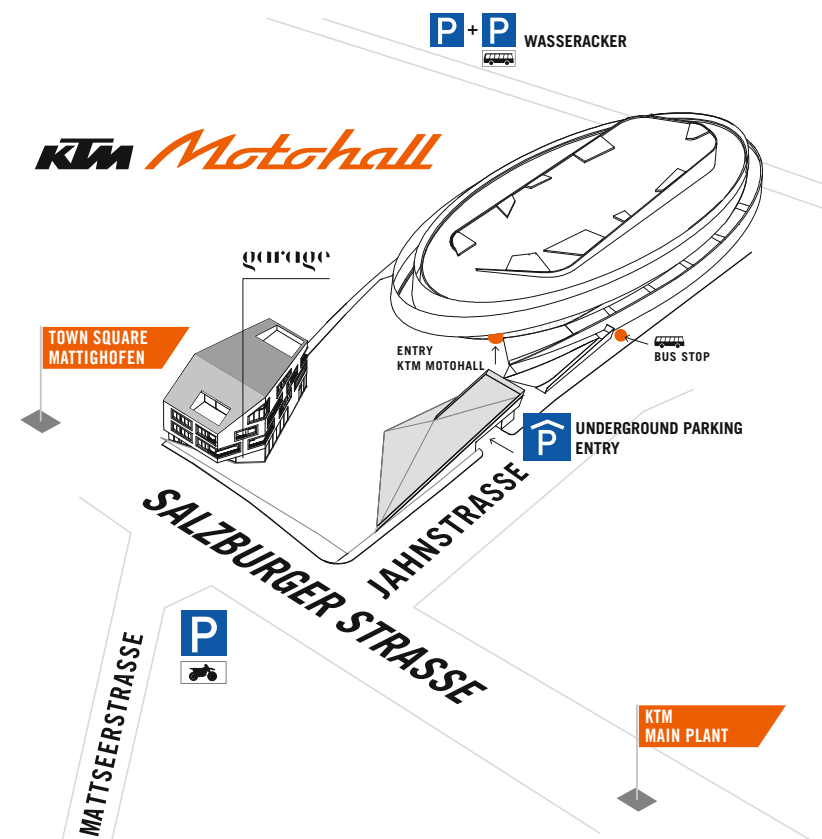 P + P WASSERACKER
KTM Motohall
garage
TOWN SQUARE
MATTIGHOFEN
ENTRY
KTM MOTOHALL
BUS STOP
P
UNDERGROUND PARKING
ENTRY
SALZBURGER STRASSE
JAHNSTRASSE
P
MATTSEERSTRASSE
KTM
MAIN PLANT